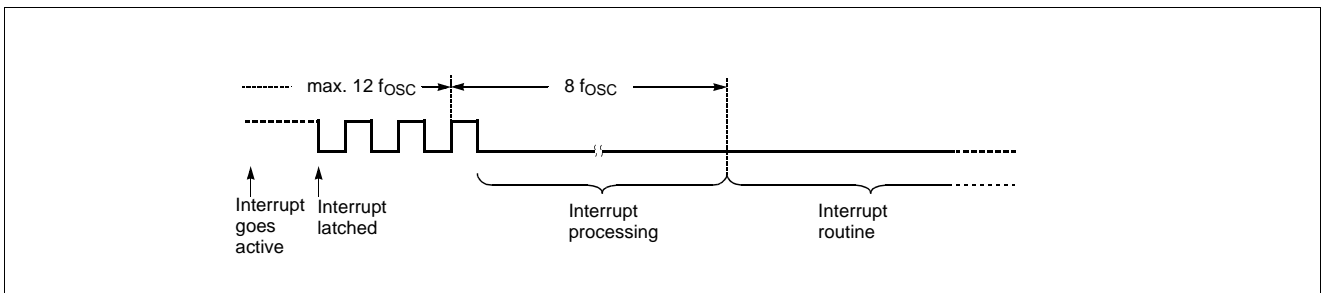 max. 12 fOSC
8 fOSC
Interrupt
goes
active
Interrupt
latched
Interrupt
processing
Interrupt
routine